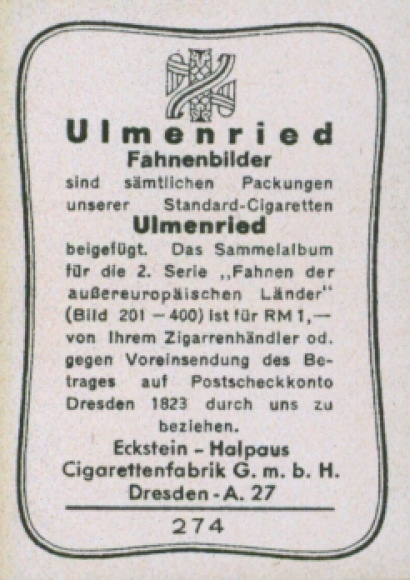 Ulmenried
Fahnenbilder
sind sämtlichen Packungen
unserer Standard-Cigaretten
Ulmenried
beigefügt. Das Sammelalbum
für die 2. Serie „Fahnen der
außereuropäischen Länder"
(Bild 201 – 400) ist für RM 1,—
von Ihrem Zigarrenhändler od.
gegen Voreinsendung des Be-
trages auf Postscheckkonto
Dresden 1823 durch uns zu
beziehen.
Eckstein - Halpaus
Cigarettenfabrik G. m. b. H.
Dresden - A. 27
274